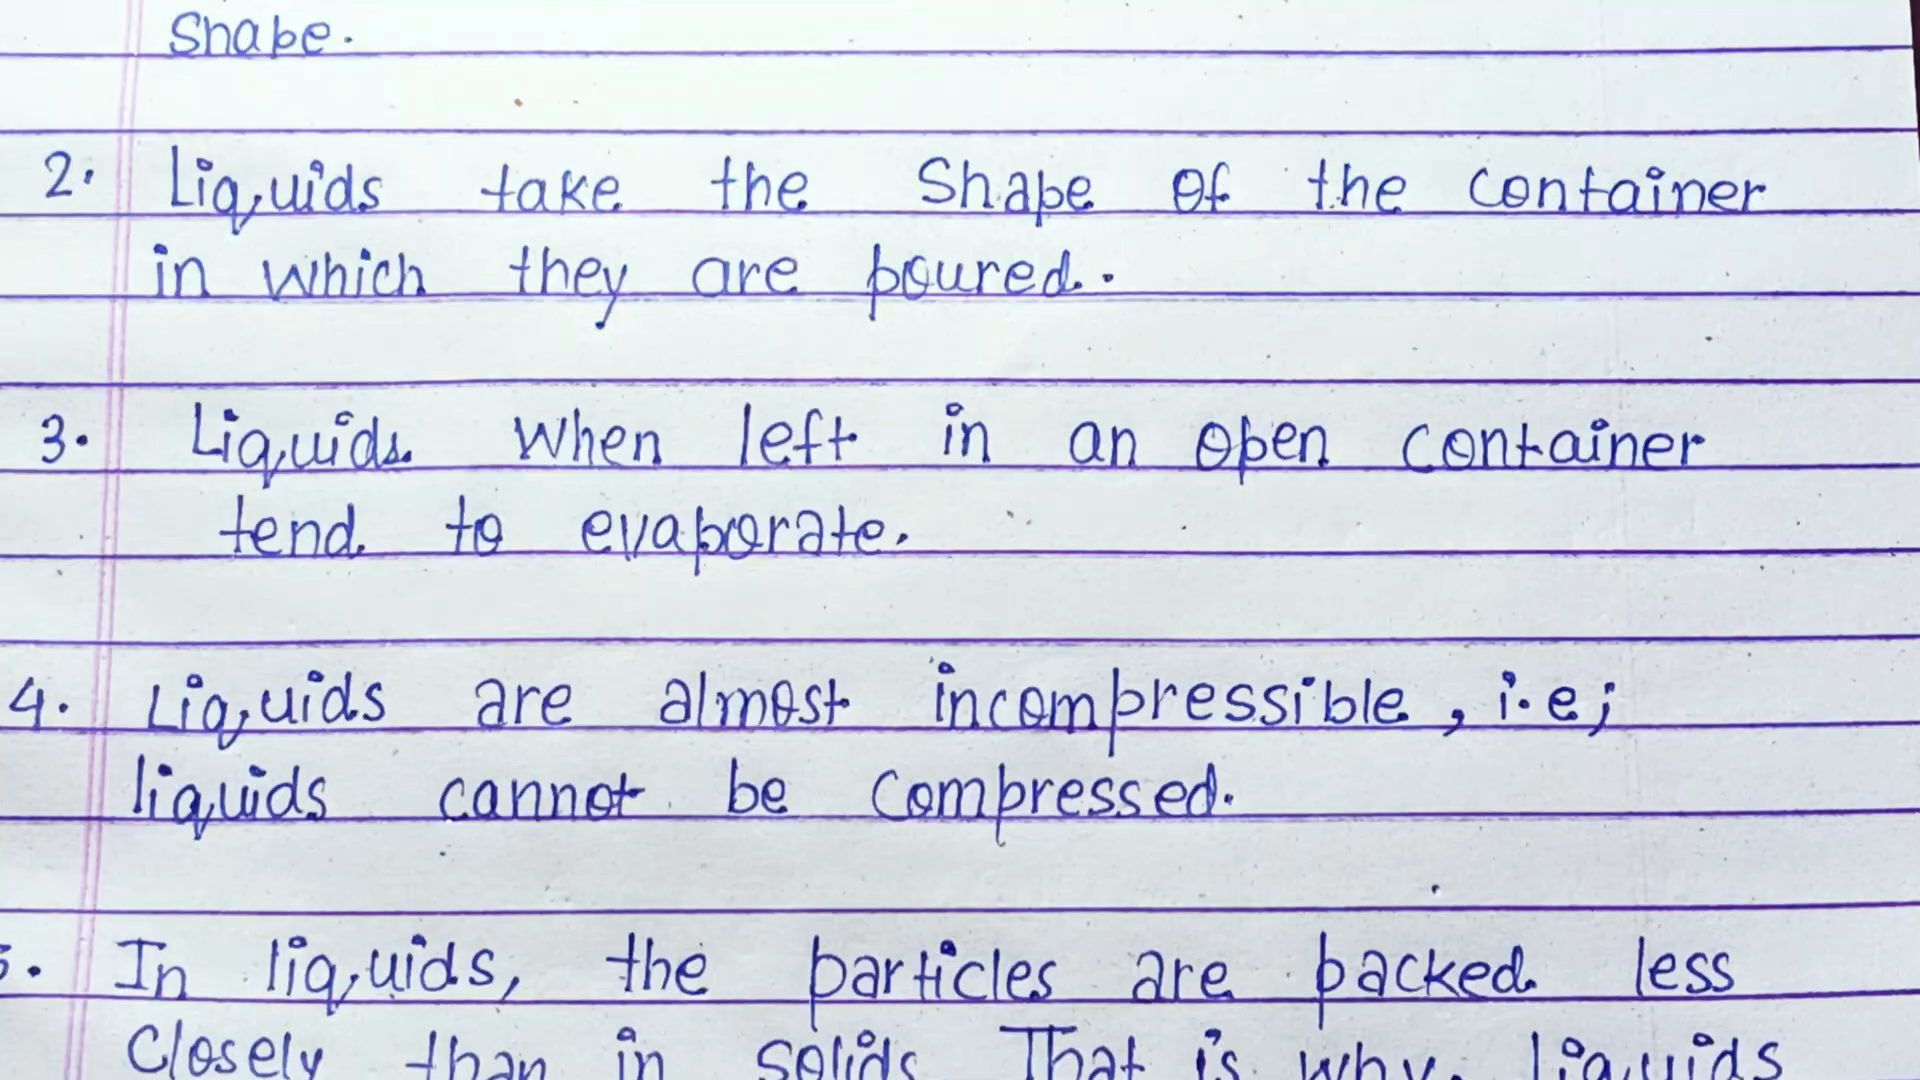 Shape.
2. Liquids take the Shape of the container
in which they are poured.
3. Liquids when left in an open container
tend to evaporate.
4. Liquids are almost incompressible, i.e;
liquids cannot be compressed.
5. In liquids, the particles are packed less
Closely than in solids That is why, liquids